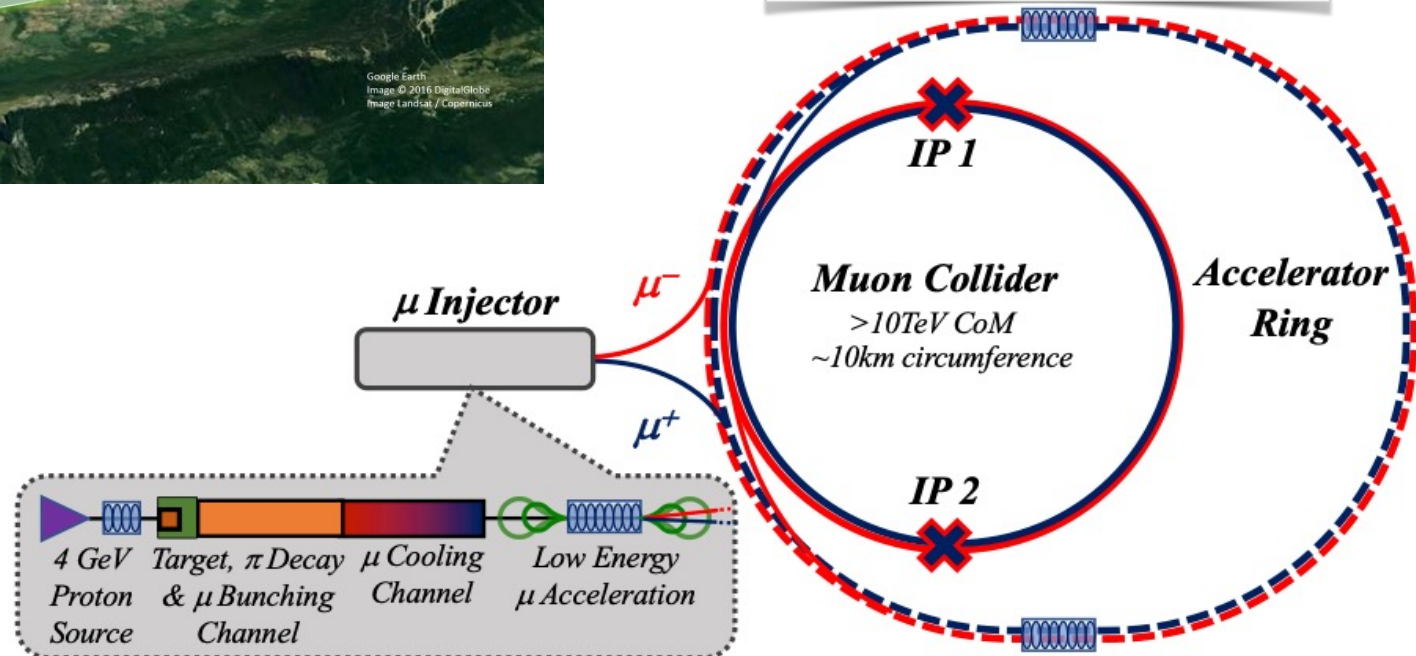 Google Earth
Image © 2016 DigitalGlobe
Image Landsat / Copernicus
IP 1
Muon Collider
>10TeV CoM
~10km circumference
Accelerator
Ring
μ Injector
μ−
μ+
IP 2
4 GeV
Proton
Source
Target, π Decay
& μ Bunching
Channel
μ Cooling
Channel
Low Energy
μ Acceleration